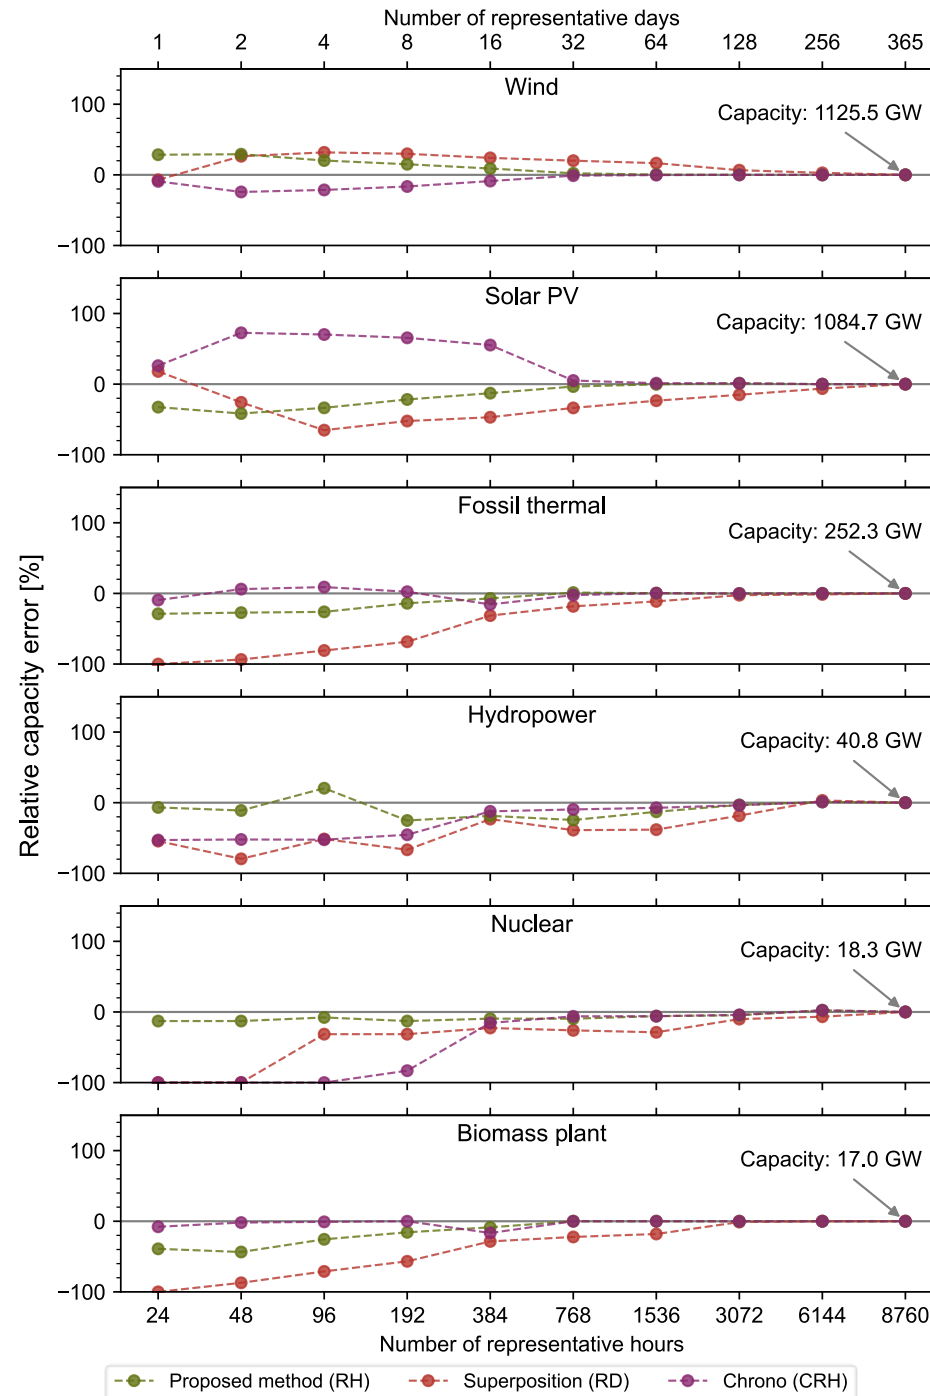 Number of representative days
1 2 4 8 16 32 64 128 256 365
Wind
Capacity: 1125.5 GW
100
0
−100
Solar PV
Capacity: 1084.7 GW
100
0
−100
Fossil thermal
Capacity: 252.3 GW
100
0
−100
Relative capacity error [%]
Hydropower
Capacity: 40.8 GW
100
0
−100
Nuclear
Capacity: 18.3 GW
100
0
−100
Biomass plant
Capacity: 17.0 GW
100
0
−100
24 48 96 192 384 768 1536 3072 6144 8760
Number of representative hours
Proposed method (RH) Superposition (RD) Chrono (CRH)